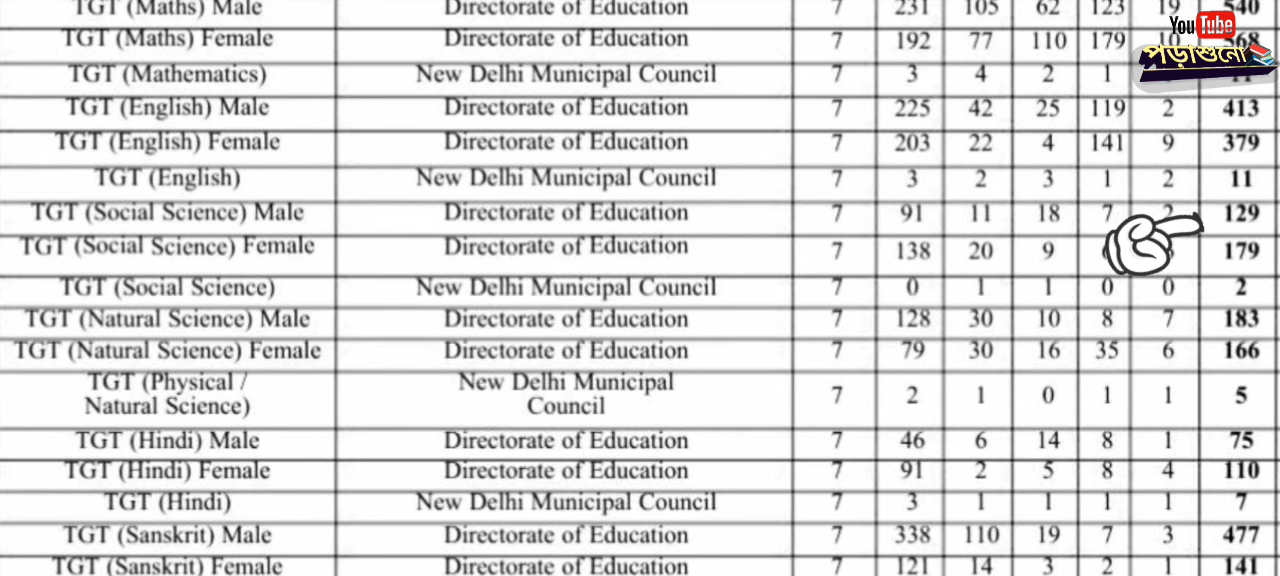 TGT (Maths) Male Directorate of Education 7 231 105 62 123 19 540
YouTube
TGT (Maths) Female Directorate of Education 7 192 77 110 179 10 568
পড়াশুনো
TGT (Mathematics) New Delhi Municipal Council 7 3 4 2 1 11
TGT (English) Male Directorate of Education 7 225 42 25 119 2 413
TGT (English) Female Directorate of Education 7 203 22 4 141 9 379
TGT (English) New Delhi Municipal Council 7 3 2 3 1 2 11
TGT (Social Science) Male Directorate of Education 7 91 11 18 7 2 129
TGT (Social Science) Female Directorate of Education 7 138 20 9 179
TGT (Social Science) New Delhi Municipal Council 7 0 1 1 0 0 2
TGT (Natural Science) Male Directorate of Education 7 128 30 10 8 7 183
TGT (Natural Science) Female Directorate of Education 7 79 30 16 35 6 166
TGT (Physical / New Delhi Municipal
Natural Science) Council 7 2 1 0 1 1 5
TGT (Hindi) Male Directorate of Education 7 46 6 14 8 1 75
TGT (Hindi) Female Directorate of Education 7 91 2 5 8 4 110
TGT (Hindi) New Delhi Municipal Council 7 3 1 1 1 1 7
TGT (Sanskrit) Male Directorate of Education 7 338 110 19 7 3 477
TGT (Sanskrit) Female Directorate of Education 7 121 14 3 2 1 141